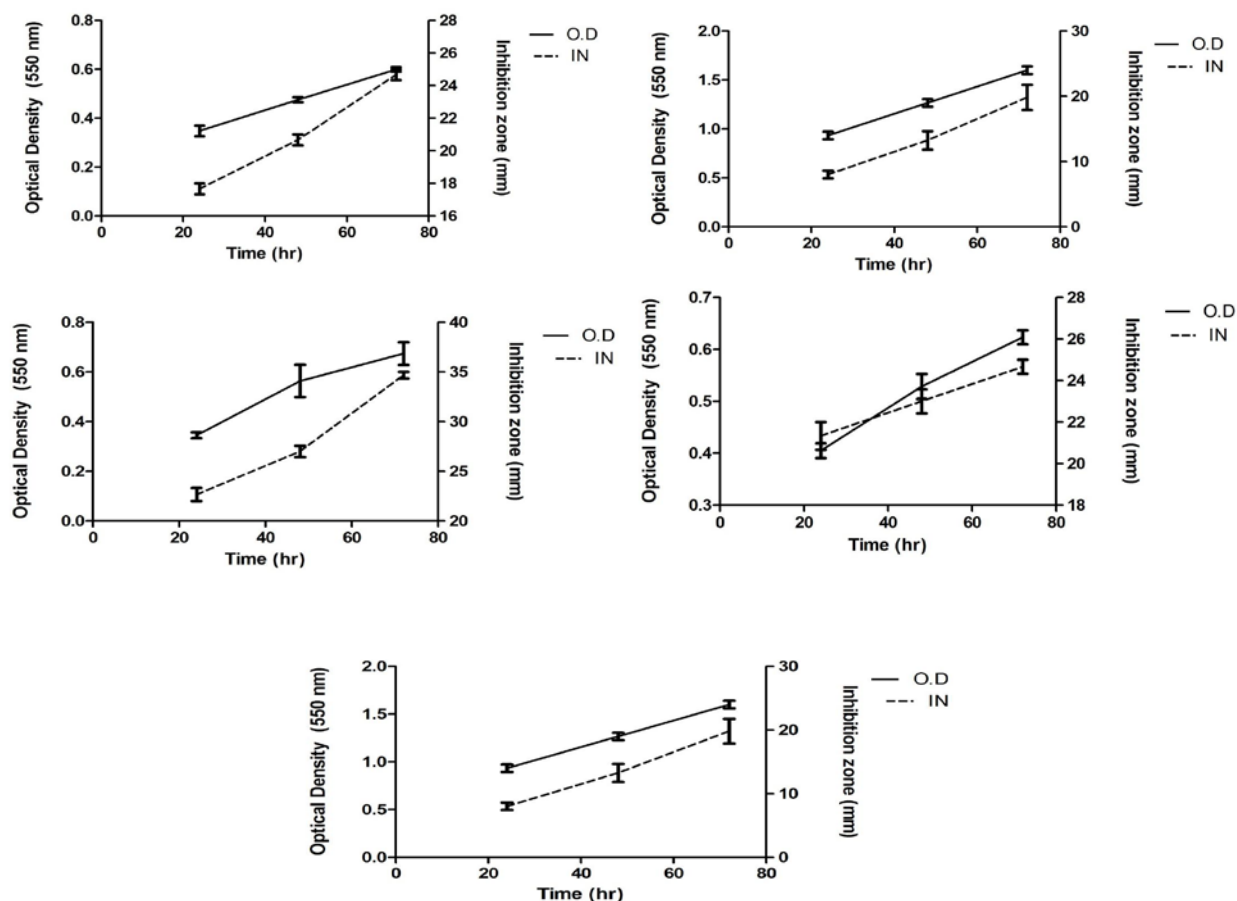 Optical Density (550 nm)
0.8
0.6
0.4
0.2
0.0
28
26
24
22
20
18
16
Inhibition zone (mm)
O.D
IN
0 20 40 60 80
Time (hr)
Optical Density (550 nm)
2.0
1.5
1.0
0.5
0.0
30
20
10
0
Inhibition zone (mm)
O.D
IN
0 20 40 60 80
Time (hr)
Optical Density (550 nm)
0.8
0.6
0.4
0.2
0.0
40
35
30
25
20
Inhibition zone (mm)
O.D
IN
0 20 40 60 80
Time (hr)
Optical Density (550 nm)
0.7
0.6
0.5
0.4
0.3
28
26
24
22
20
18
Inhibition zone (mm)
O.D
IN
0 20 40 60 80
Time (hr)
Optical Density (550 nm)
2.0
1.5
1.0
0.5
0.0
30
20
10
0
Inhibition zone (mm)
O.D
IN
0 20 40 60 80
Time (hr)